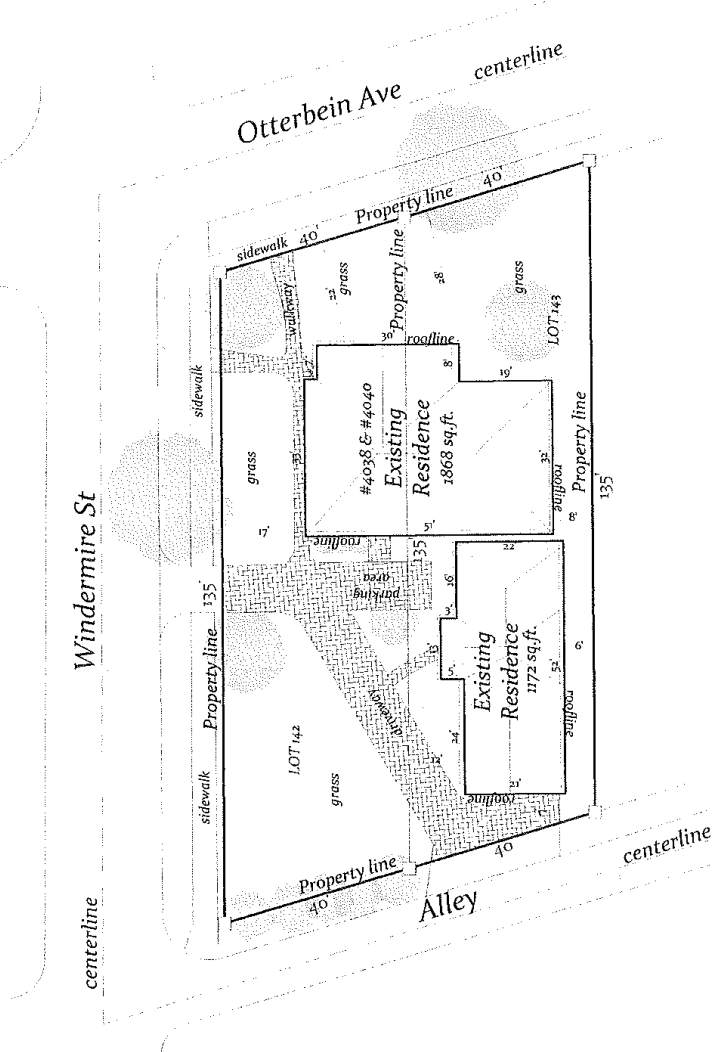 centerline
Otterbein Ave
40'
Property line
40'
sidewalk
Property line
walkway
22'
grass
28'
grass
LOT 143
roofline
8'
19'
sidewalk
#4038 & #4040
Existing
Residence
1868 sq.ft.
32'
roofline
Property line
135'
8'
grass
33'
17'
51'
roofline
135'
22
parking
area
16'
3'
Windermire St
135'
Property line
13'
5'
Existing
Residence
1172 sq.ft.
52'
6'
roofline
driveway
LOT 142
grass
24'
12'
21'
roofline
sidewalk
40
Property line
40'
Alley
centerline
centerline